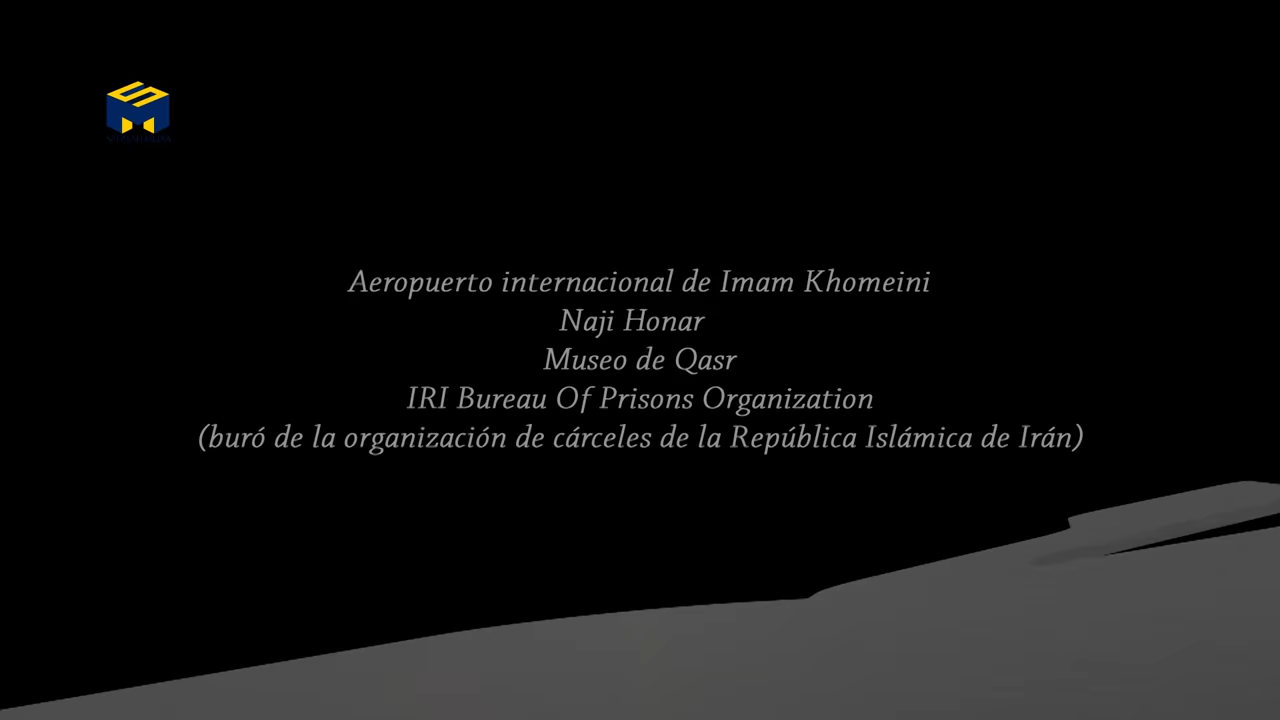 Aeropuerto internacional de Imam Khomeini
Naji Honar
Museo de Qasr
IRI Bureau Of Prisons Organization
(buró de la organización de cárceles de la República Islámica de Irán)